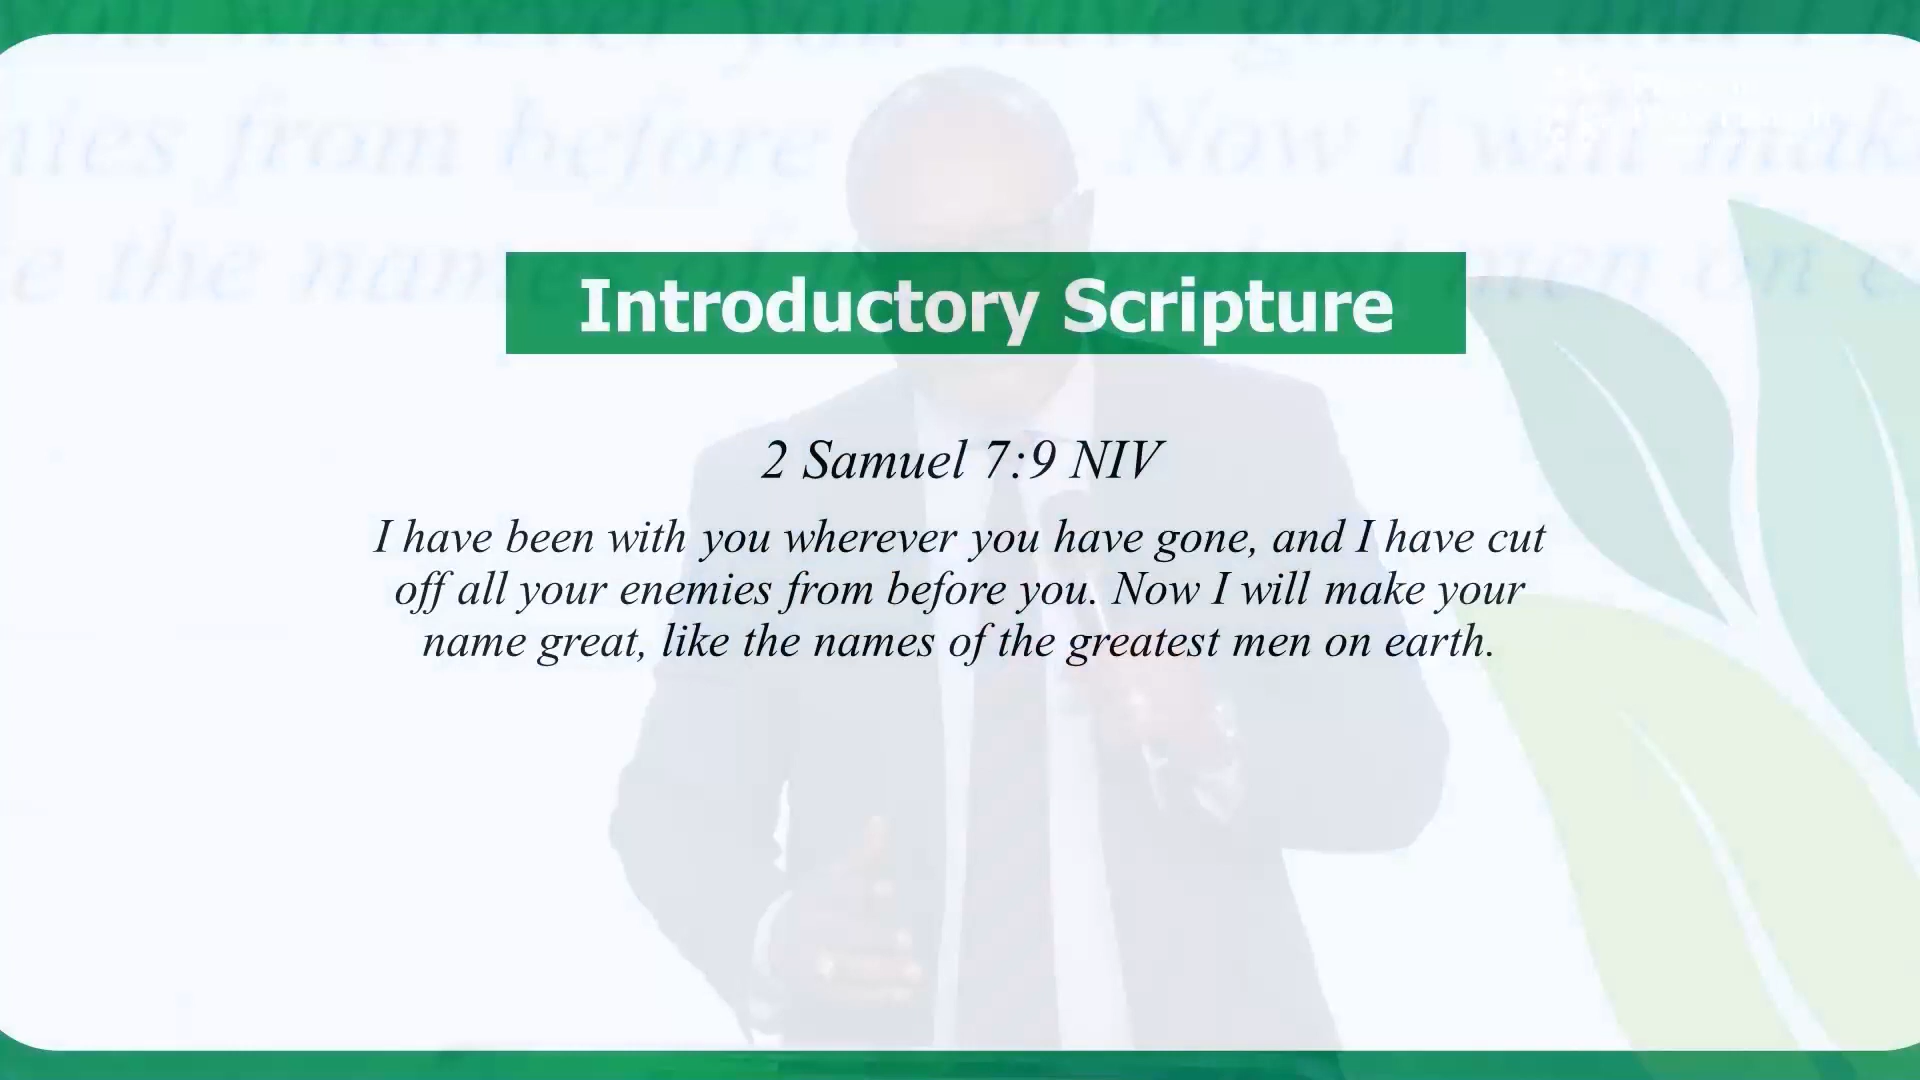 Introductory Scripture
2 Samuel 7:9 NIV
I have been with you wherever you have gone, and I have cut
off all your enemies from before you. Now I will make your
name great, like the names of the greatest men on earth.